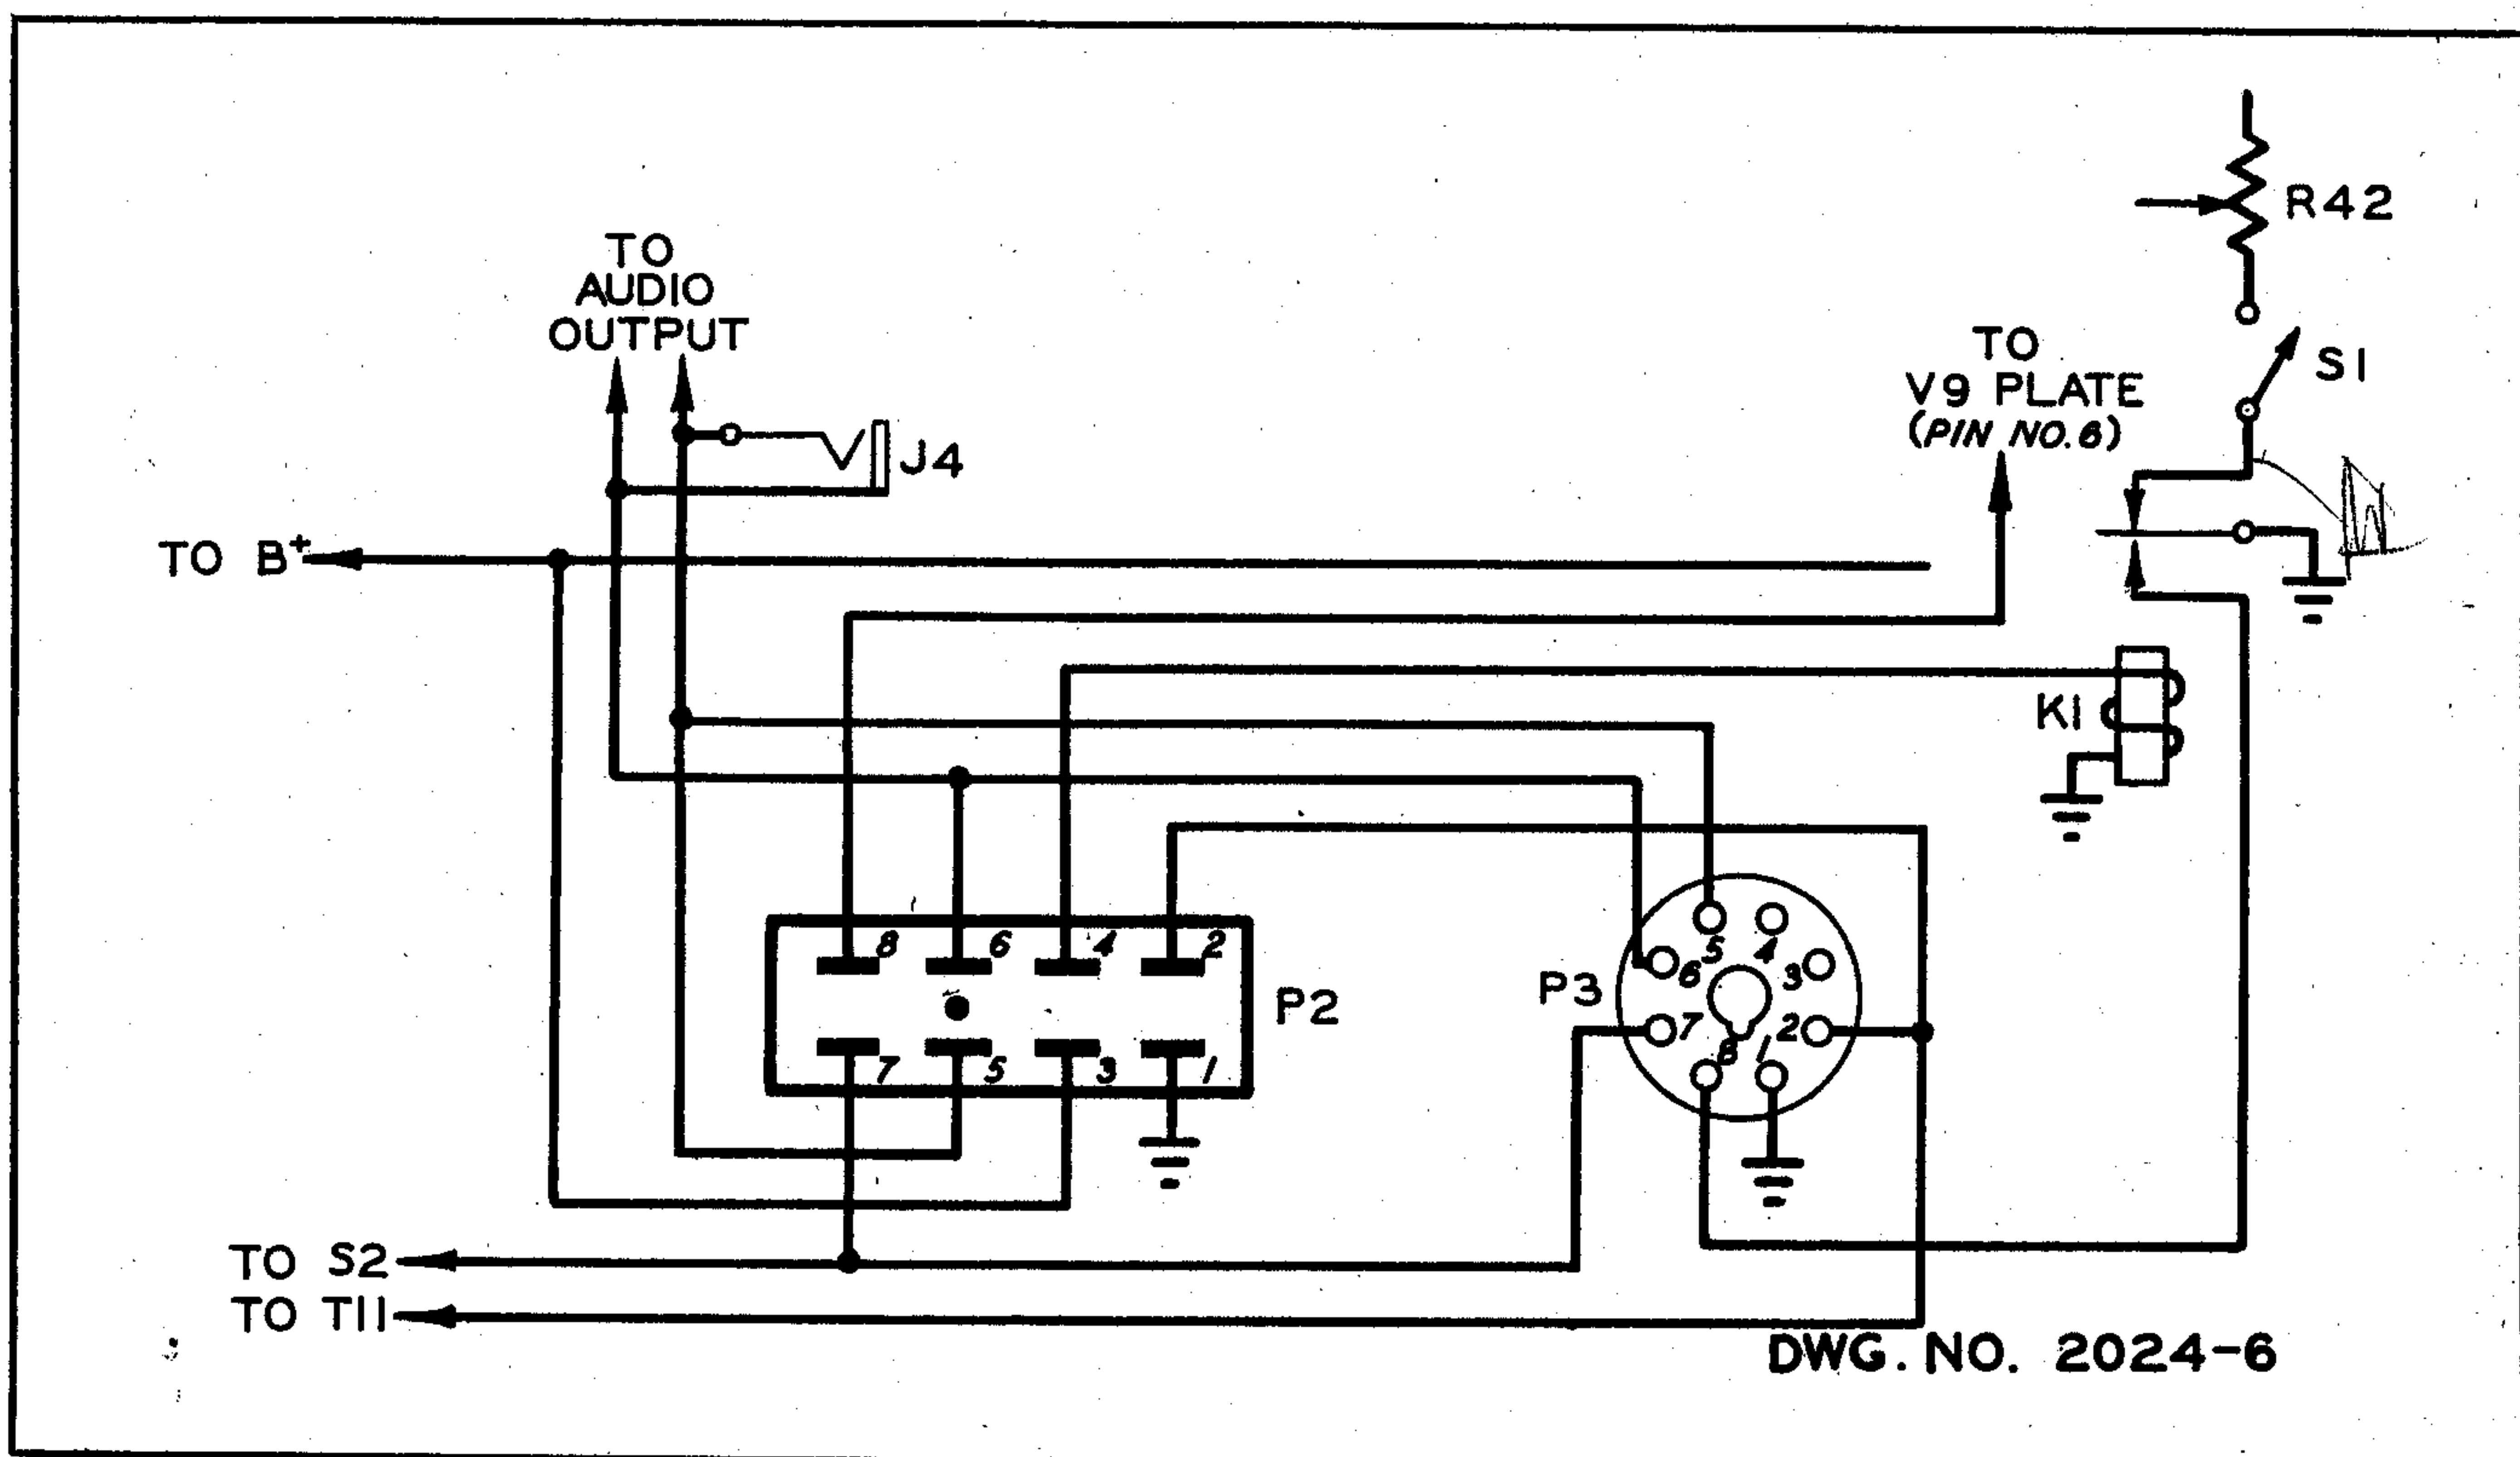 R42
TO
AUDIO
OUTPUT
TO
V9 PLATE
(PIN NO. 6)
S1
J4
TO B+
K1
8 6 4 2
7 5 3 1
P2
P3
5 4
6 3
7 2
8 1
TO S2
TO T11
DWG. NO. 2024-6